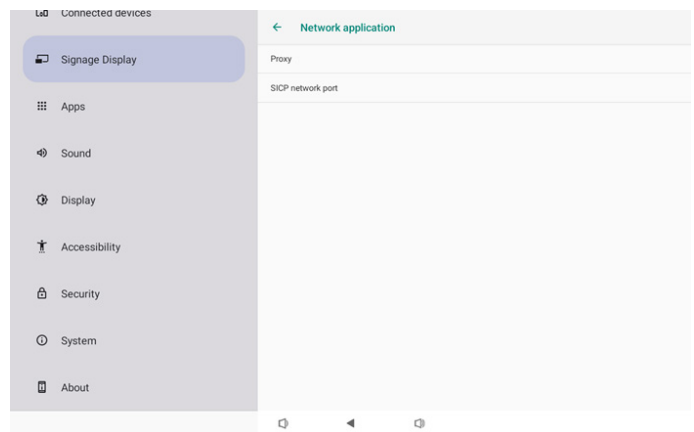 Connected devices
Signage Display
Apps
Sound
Display
Accessibility
Security
System
About
Network application
Proxy
SICP network port